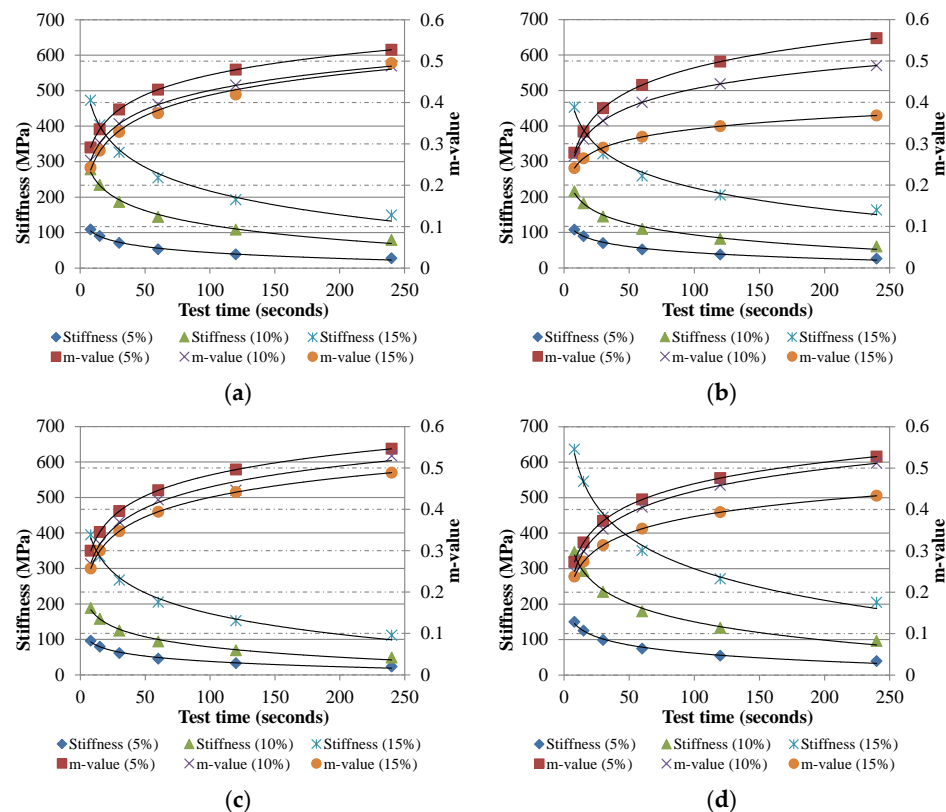 700 0.6
600 0.5
500 0.4
400 0.3
300 0.2
200 0.1
100 0
0
Stiffness (MPa)
m-value
0 50 100 150 200 250
Test time (seconds)
Stiffness (5%) Stiffness (10%) Stiffness (15%)
m-value (5%) m-value (10%) m-value (15%)
(a)
700 0.6
600 0.5
500 0.4
400 0.3
300 0.2
200 0.1
100 0
0
Stiffness (MPa)
m-value
0 50 100 150 200 250
Test time (seconds)
Stiffness (5%) Stiffness (10%) Stiffness (15%)
m-value (5%) m-value (10%) m-value (15%)
(b)
700 0.6
600 0.5
500 0.4
400 0.3
300 0.2
200 0.1
100 0
0
Stiffness (MPa)
m-value
0 50 100 150 200 250
Test time (seconds)
Stiffness (5%) Stiffness (10%) Stiffness (15%)
m-value (5%) m-value (10%) m-value (15%)
(c)
700 0.6
600 0.5
500 0.4
400 0.3
300 0.2
200 0.1
100 0
0
Stiffness (MPa)
m-value
0 50 100 150 200 250
Test time (seconds)
Stiffness (5%) Stiffness (10%) Stiffness (15%)
m-value (5%) m-value (10%) m-value (15%)
(d)